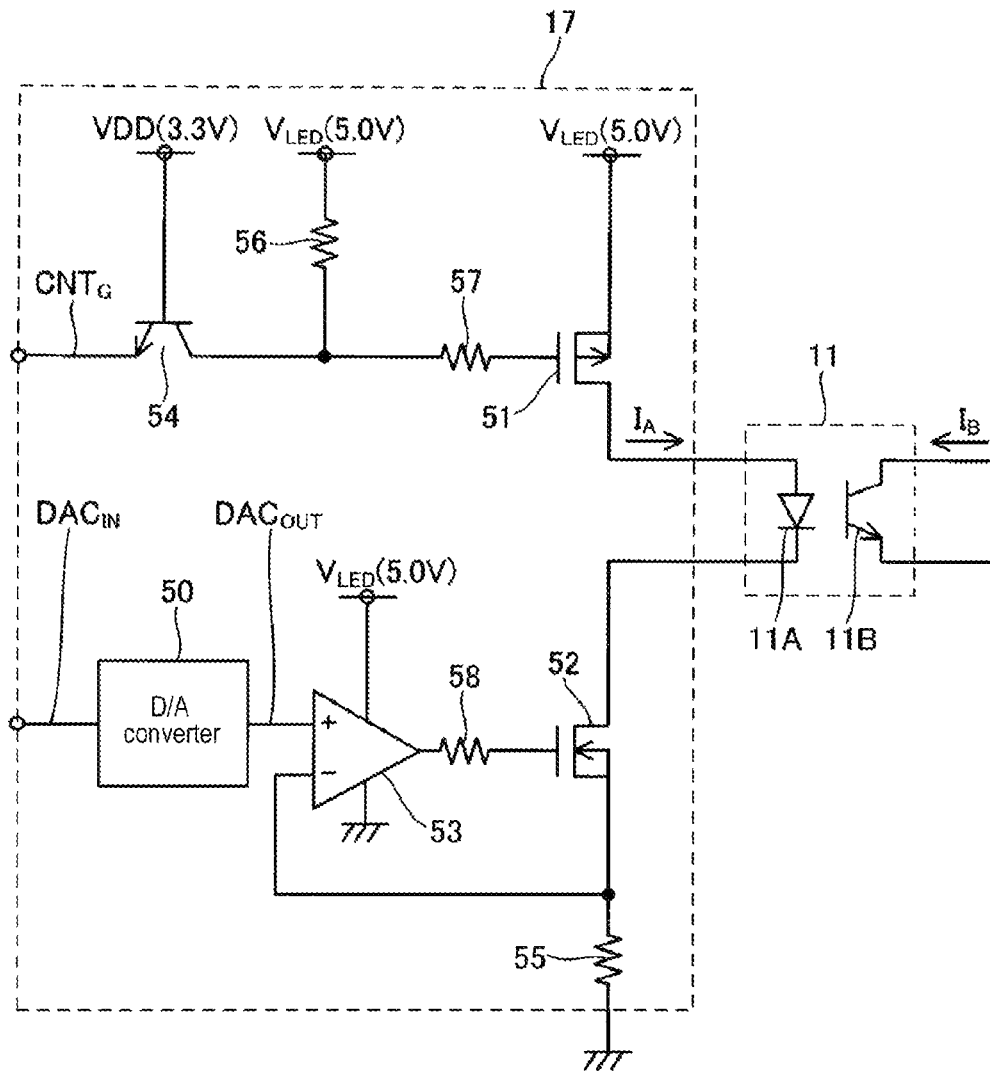 17
VDD(3.3V)
VLED(5.0V)
VLED(5.0V)
56
57
CNTG
54
51
11
IA
IB
DACIN
DACOUT
VLED(5.0V)
50
58
52
11A
11B
D/A
converter
+
−
53
55